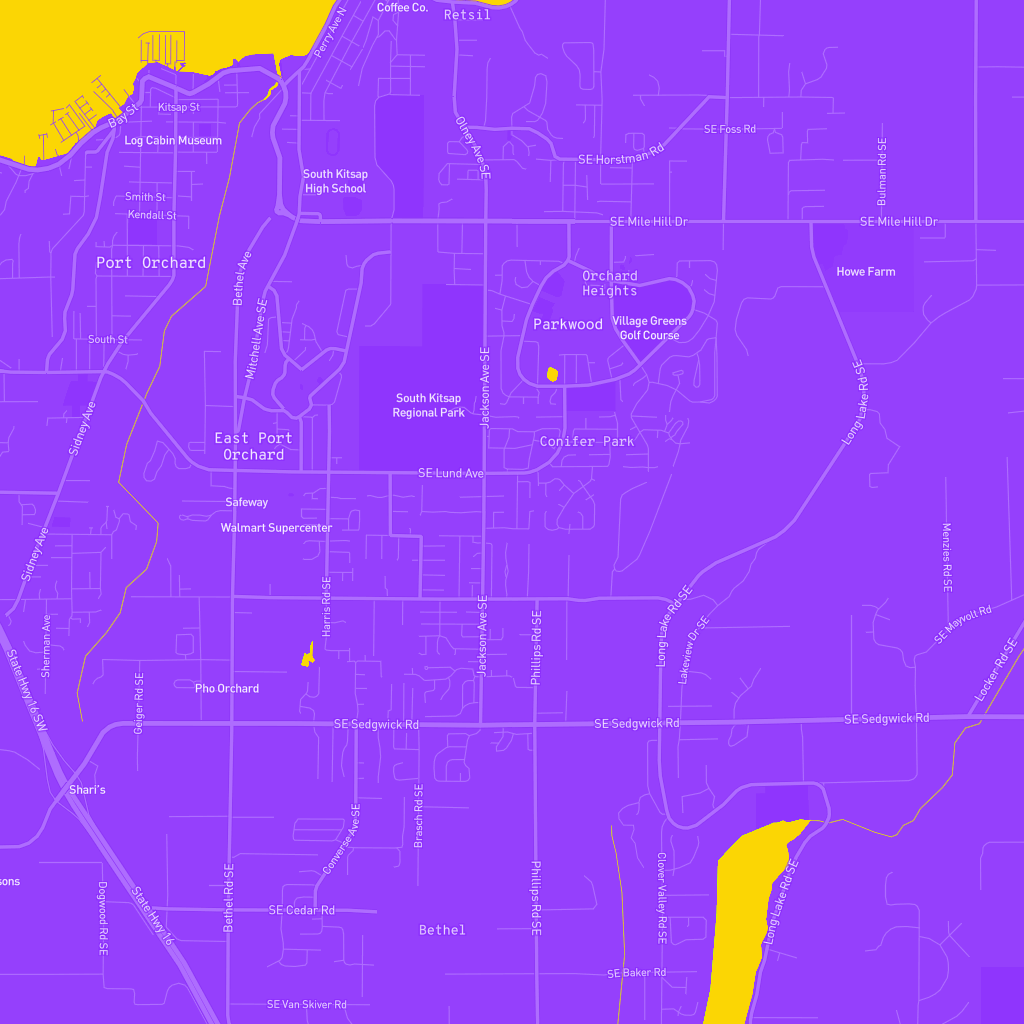 Coffee Co.
Retsil
Perry Ave N
Kitsap St
Bay St
Log Cabin Museum
Olney Ave SE
SE Foss Rd
SE Horstman Rd
Bulman Rd SE
South Kitsap
High School
Smith St
Kendall St
SE Mile Hill Dr
SE Mile Hill Dr
Port Orchard
Bethel Ave
Orchard
Heights
Howe Farm
Mitchell Ave SE
Parkwood
Village Greens
Golf Course
South St
Jackson Ave SE
Long Lake Rd SE
South Kitsap
Regional Park
Sidney Ave
East Port
Orchard
Conifer Park
SE Lund Ave
Safeway
Walmart Supercenter
Sidney Ave
Menzies Rd SE
Harris Rd SE
Jackson Ave SE
Phillips Rd SE
Long Lake Rd SE
Lakeview Dr SE
SE Mayvolt Rd
Sherman Ave
Locker Rd SE
State Hwy 16 SW
Geiger Rd SE
Pho Orchard
SE Sedgwick Rd
SE Sedgwick Rd
SE Sedgwick Rd
Shari's
Brasch Rd SE
Converse Ave SE
sons
Dogwood Rd SE
State Hwy 16
Bethel Rd SE
SE Cedar Rd
Bethel
Phillips Rd SE
Clover Valley Rd SE
Long Lake Rd SE
SE Baker Rd
SE Van Skiver Rd